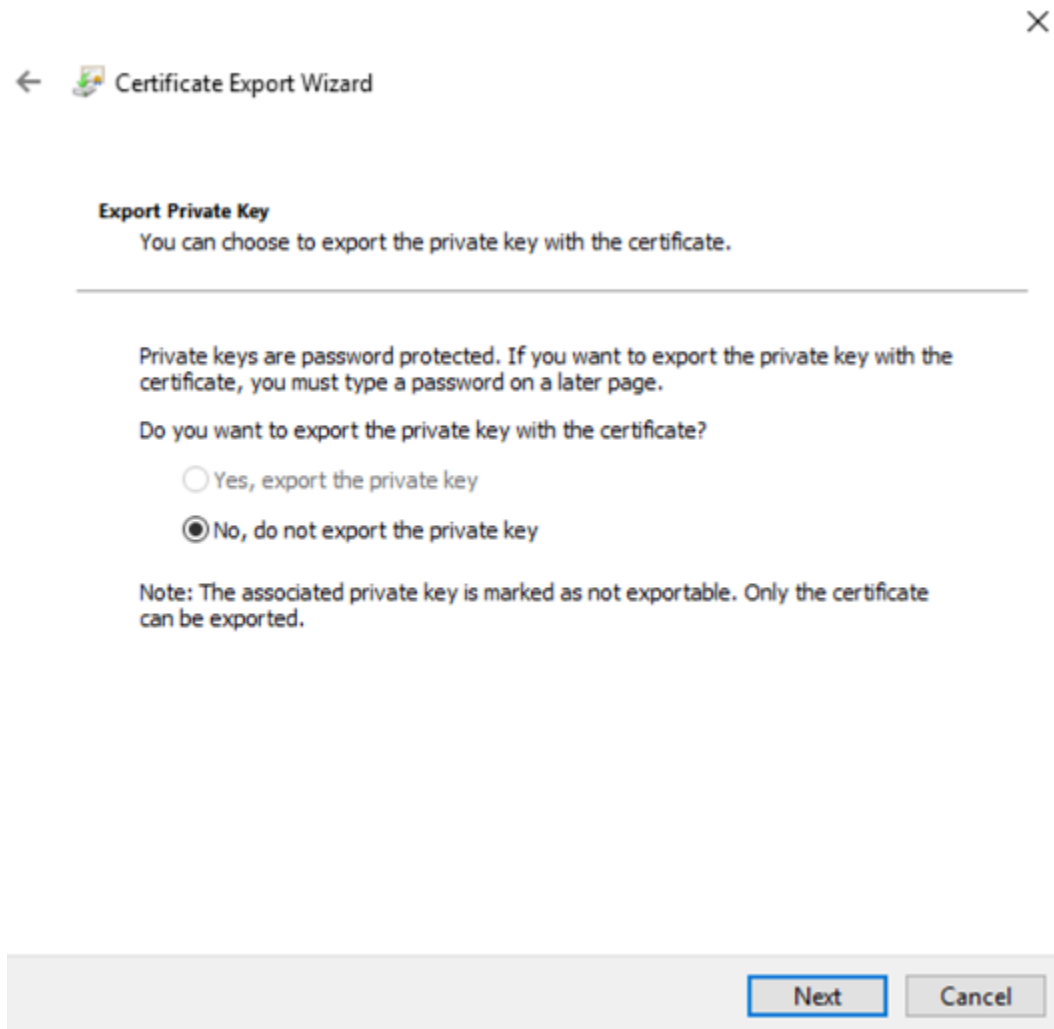 Certificate Export Wizard
Export Private Key
You can choose to export the private key with the certificate.
Private keys are password protected. If you want to export the private key with the
certificate, you must type a password on a later page.
Do you want to export the private key with the certificate?
Yes, export the private key
No, do not export the private key
Note: The associated private key is marked as not exportable. Only the certificate
can be exported.
Next
Cancel